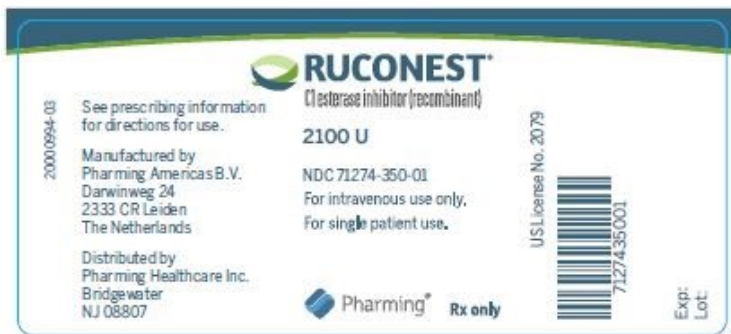 20000994-03
See prescribing information
for directions for use.
Manufactured by
Pharming Americas B.V.
Darwinweg 24
2333 CR Leiden
The Netherlands
Distributed by
Pharming Healthcare Inc.
Bridgewater
NJ 08807
RUCONEST®
C1 esterase inhibitor (recombinant)
2100 U
NDC 71274-350-01
For intravenous use only.
For single patient use.
Pharming®
Rx only
US License No. 2079
7127435001
Exp:
Lot: